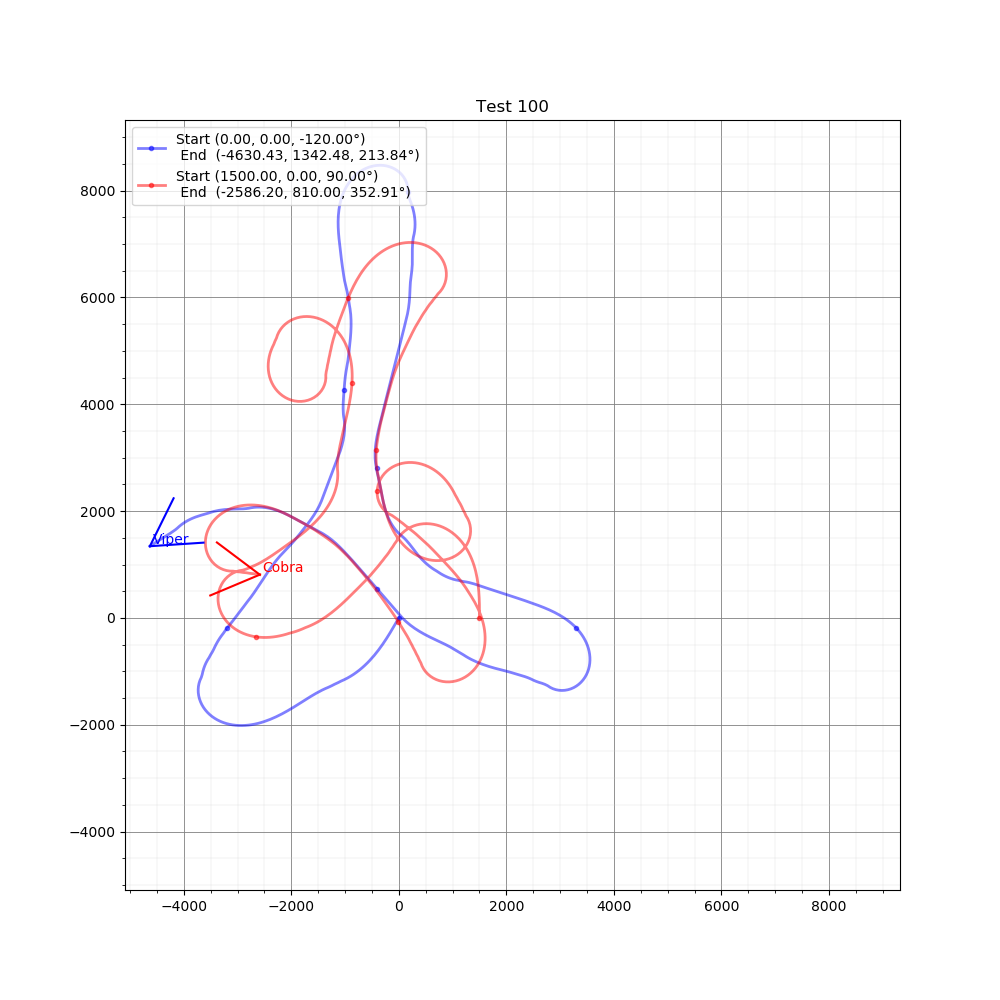 Test 100
Start (0.00, 0.00, -120.00°)
End  (-4630.43, 1342.48, 213.84°)
Start (1500.00, 0.00, 90.00°)
End  (-2586.20, 810.00, 352.91°)
8000
6000
4000
2000
0
−2000
−4000
Viper
Cobra
−4000 −2000 0 2000 4000 6000 8000